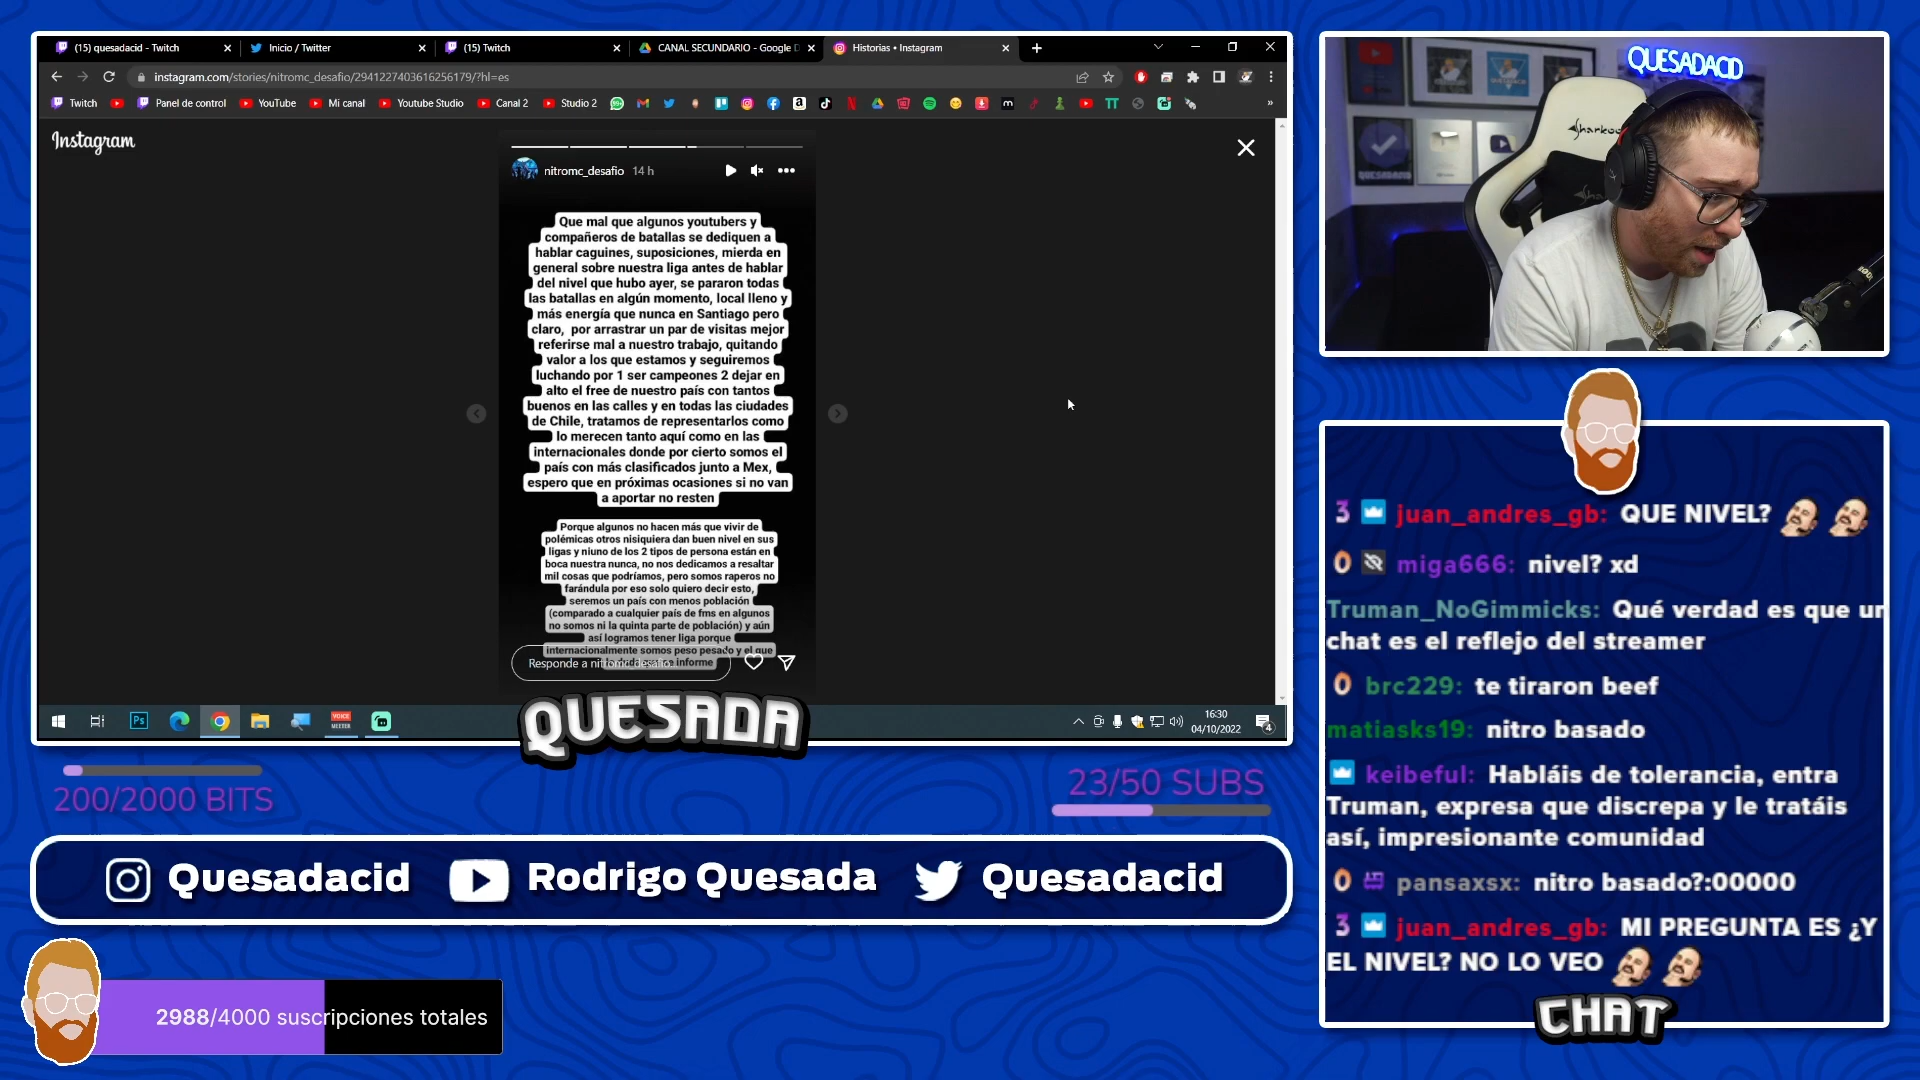 (15) quesadacid - Twitch
Inicio / Twitter
(15) Twitch
CANAL SECUNDARIO - Google D
Historias • Instagram
instagram.com/stories/nitromc_desafio/2941227403616256179/?hl=es
Twitch
Panel de control
YouTube
Mi canal
Youtube Studio
Canal 2
Studio 2
Instagram
nitromc_desafio 14 h
Que mal que algunos youtubers y
compañeros de batallas se dediquen a
hablar caguines, suposiciones, mierda en
general sobre nuestra liga antes de hablar
del nivel que hubo ayer, se pararon todas
las batallas en algún momento, local lleno y
más energía que nunca en Santiago pero
claro, por arrastrar un par de visitas mejor
referirse mal a nuestro trabajo, quitando
valor a los que estamos y seguiremos
luchando por 1 ser campeones 2 dejar en
alto el free de nuestro país con tantos
buenos en las calles y en todas las ciudades
de Chile, tratamos de representarlos como
lo merecen tanto aquí como en las
internacionales donde por cierto somos el
país con más clasificados junto a Mex,
espero que en próximas ocasiones si no van
a aportar no resten
Porque algunos no hacen más que vivir de
polémicas otros nisiquiera dan buen nivel en sus
ligas y niuno de los 2 tipos de persona están en
boca nuestra nunca, no nos dedicamos a resaltar
mil cosas que podríamos, pero somos raperos no
farándula por eso solo quiero decir esto,
seremos un país con menos población
(comparado a cualquier país de fms en algunos
no somos ni la quinta parte de población) y aún
así logramos tener liga porque
internacionalmente somos peso pesado y el que
informe
Responde a nitromc_desafio...
Ps
VOICE
MEETER
16:30
04/10/2022
4
QUESADA
200/2000 BITS
23/50 SUBS
Quesadacid
Rodrigo Quesada
Quesadacid
2988/4000 suscripciones totales
QUESADACID
Sharkoo
3 juan_andres_gb: QUE NIVEL?
0 miga666: nivel? xd
Truman_NoGimmicks: Qué verdad es que un
chat es el reflejo del streamer
0 brc229: te tiraron beef
matiasks19: nitro basado
keibeful: Habláis de tolerancia, entra
Truman, expresa que discrepa y le tratáis
así, impresionante comunidad
0 pansaxsx: nitro basado?:00000
3 juan_andres_gb: MI PREGUNTA ES ¿Y
EL NIVEL? NO LO VEO
CHAT